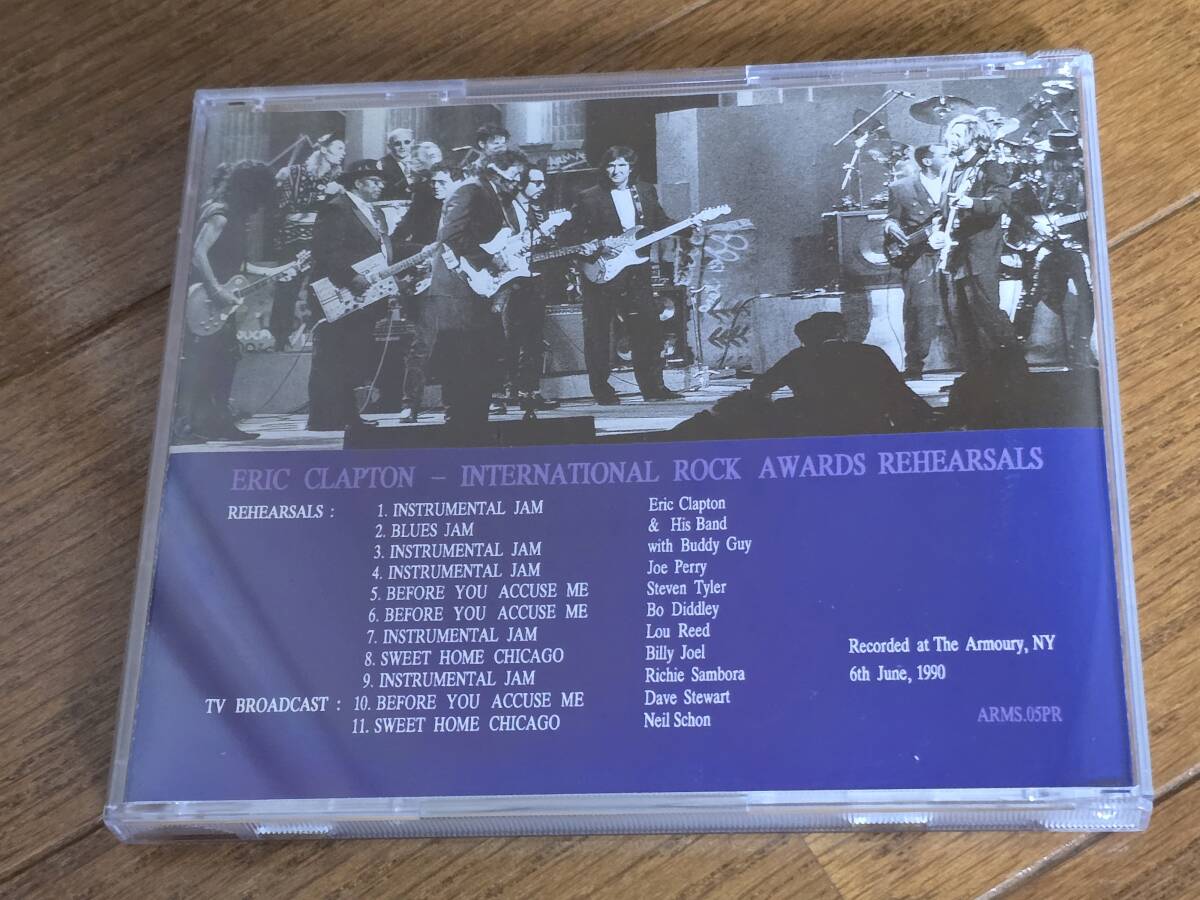 ERIC CLAPTON – INTERNATIONAL ROCK AWARDS REHEARSALS
REHEARSALS :
1. INSTRUMENTAL JAM
2. BLUES JAM
3. INSTRUMENTAL JAM
4. INSTRUMENTAL JAM
5. BEFORE YOU ACCUSE ME
6. BEFORE YOU ACCUSE ME
7. INSTRUMENTAL JAM
8. SWEET HOME CHICAGO
9. INSTRUMENTAL JAM
TV BROADCAST : 10. BEFORE YOU ACCUSE ME
11. SWEET HOME CHICAGO
Eric Clapton
& His Band
with Buddy Guy
Joe Perry
Steven Tyler
Bo Diddley
Lou Reed
Billy Joel
Richie Sambora
Dave Stewart
Neil Schon
Recorded at The Armoury, NY
6th June, 1990
ARMS.05PR